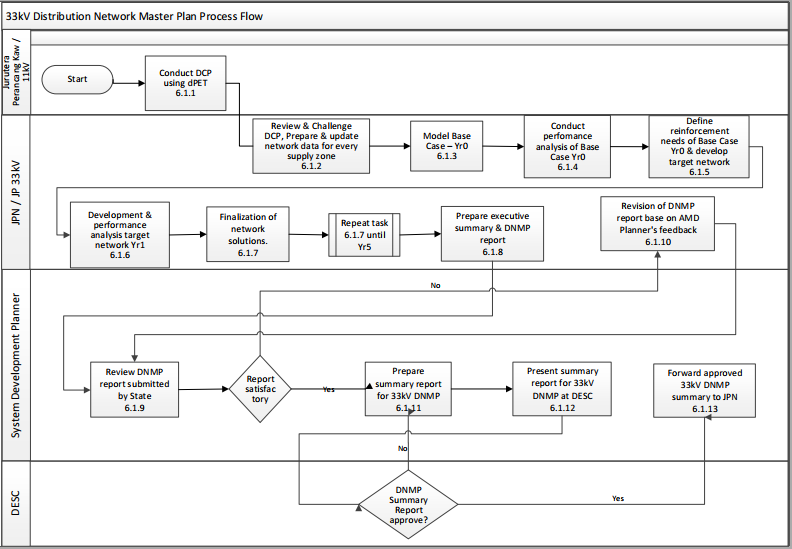 33kV Distribution Network Master Plan Process Flow
Jurutera
Perancang Kaw /
11kV
Start
Conduct DCP
using dPET
6.1.1
JPN / JP 33kV
Review & Challenge
DCP, Prepare & update
network data for every
supply zone
6.1.2
Model Base
Case – Yr0
6.1.3
Conduct
perfomance
analysis of Base
Case Yr0
6.1.4
Define
reinforcement
needs of Base Case
Yr0 & develop
target network
6.1.5
Development &
performance
analysis target
network Yr1
6.1.6
Finalization of
network
solutions.
6.1.7
Repeat task
6.1.7 until
Yr5
Prepare executive
summary & DNMP
report
6.1.8
Revision of DNMP
report base on AMD
Planner's feedback
6.1.10
System Development Planner
No
Review DNMP
report submitted
by State
6.1.9
Report
satisfac
tory
Yes
Prepare
summary report
for 33kV DNMP
6.1.11
Present summary
report for 33kV
DNMP at DESC
6.1.12
Forward approved
33kV DNMP
summary to JPN
6.1.13
No
DESC
DNMP
Summary
Report
approve?
Yes